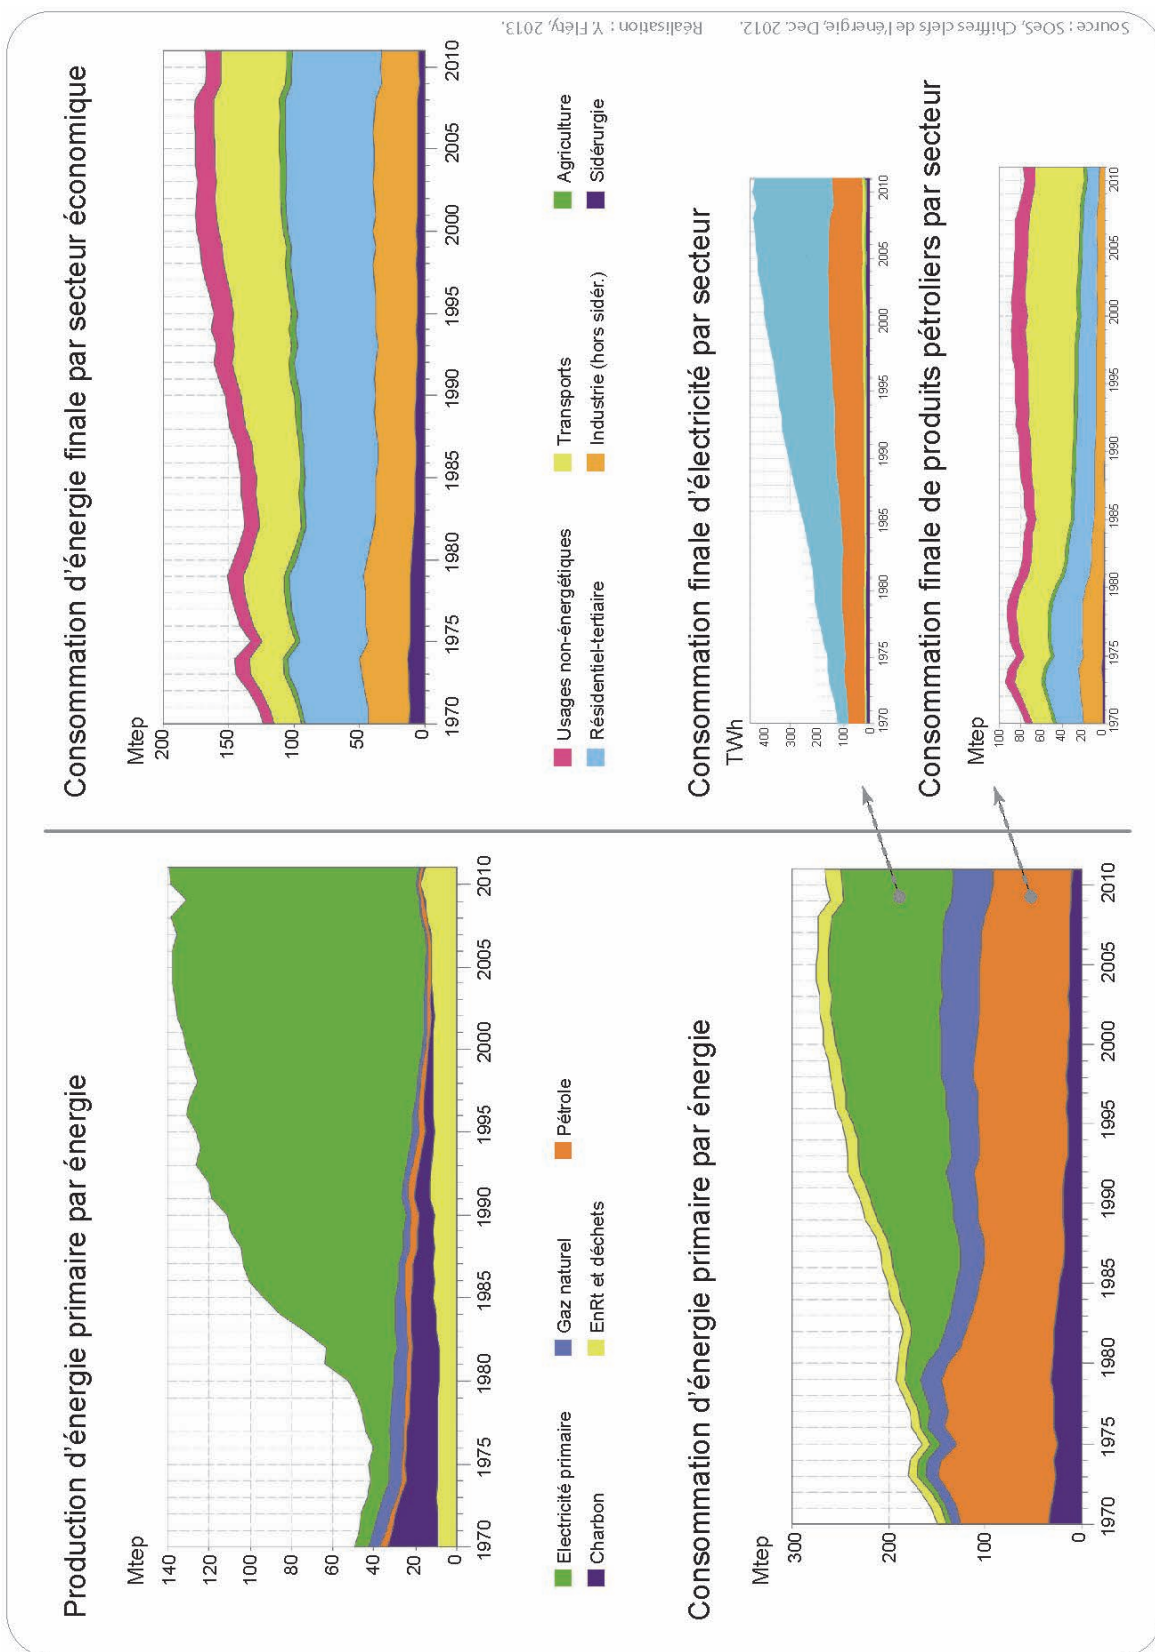 Production d'énergie primaire par énergie
Mtep
140
120
100
80
60
40
20
0
1970 1975 1980 1985 1990 1995 2000 2005 2010
Electricité primaire
Gaz naturel
Pétrole
Charbon
EnRt et déchets
Consommation d'énergie primaire par énergie
Mtep
300
200
100
0
1970 1975 1980 1985 1990 1995 2000 2005 2010
Consommation d'énergie finale par secteur économique
Mtep
200
150
100
50
0
1970 1975 1980 1985 1990 1995 2000 2005 2010
Usages non-énergétiques
Transports
Agriculture
Résidentiel-tertiaire
Industrie (hors sidér.)
Sidérurgie
Consommation finale d'électricité par secteur
TWh
400
300
200
100
0
1970 1975 1980 1985 1990 1995 2000 2005 2010
Consommation finale de produits pétroliers par secteur
Mtep
100
80
60
40
20
0
1970 1975 1980 1985 1990 1995 2000 2005 2010
Source : SOeS, Chiffres clefs de l'énergie, Dec. 2012.
Réalisation : Y. Fléty, 2013.